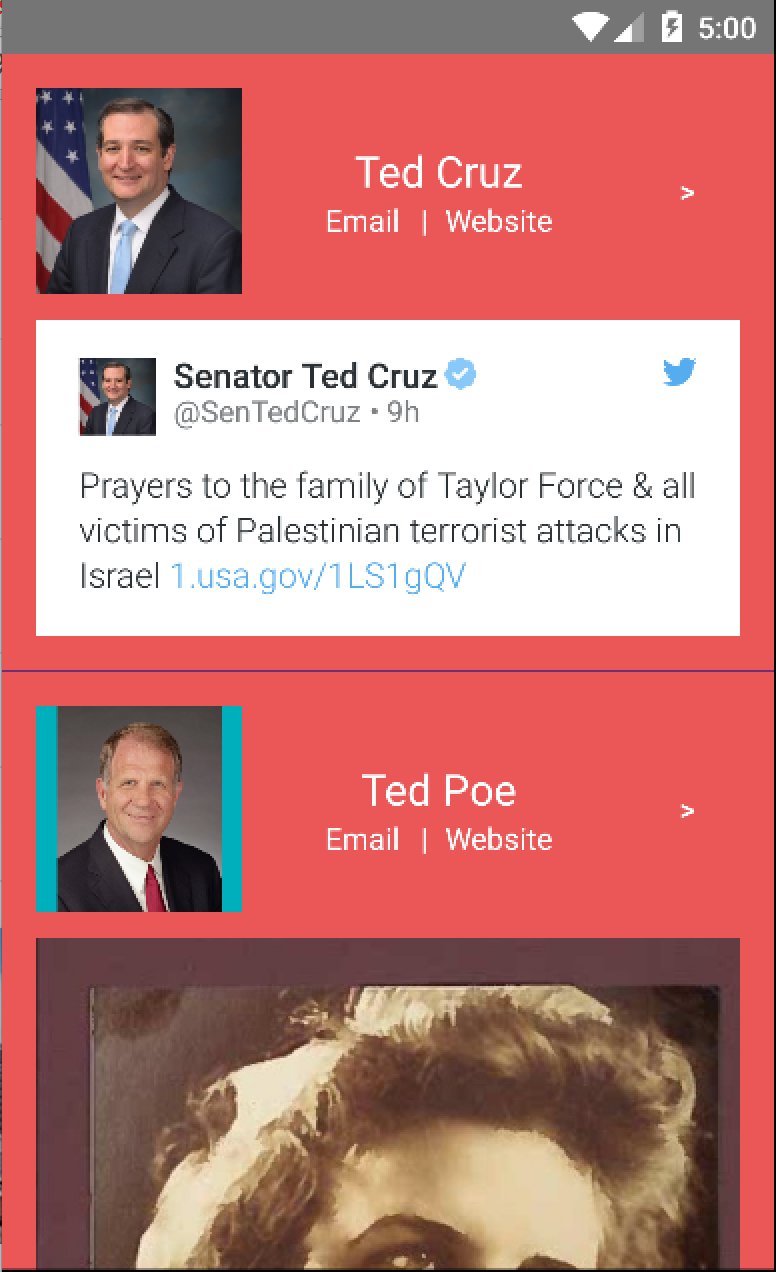 5:00
Ted Cruz
Email | Website
>
Senator Ted Cruz
@SenTedCruz • 9h
Prayers to the family of Taylor Force & all
victims of Palestinian terrorist attacks in
Israel 1.usa.gov/1LS1gQV
Ted Poe
Email | Website
>